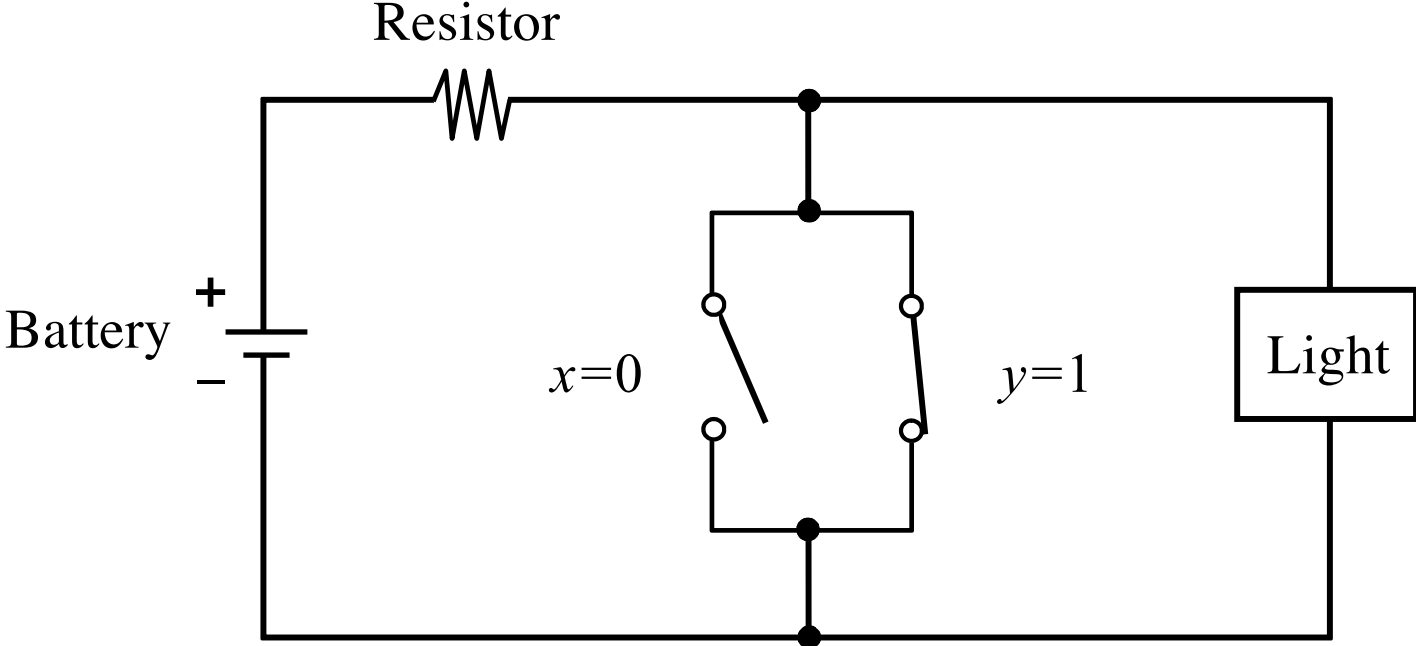 Resistor
+
Battery
–
x=0
y=1
Light